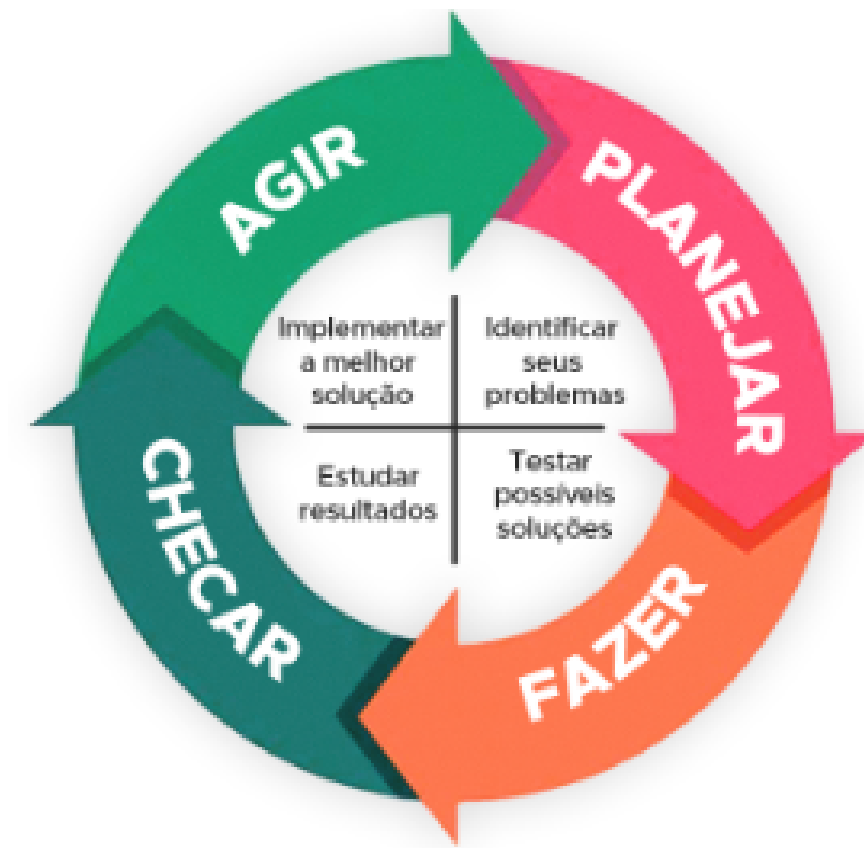 AGIR
PLANEJAR
Implementar
a melhor
solução
Identificar
seus
problemas
Estudar
resultados
Testar
possíveis
soluções
CHECAR
FAZER